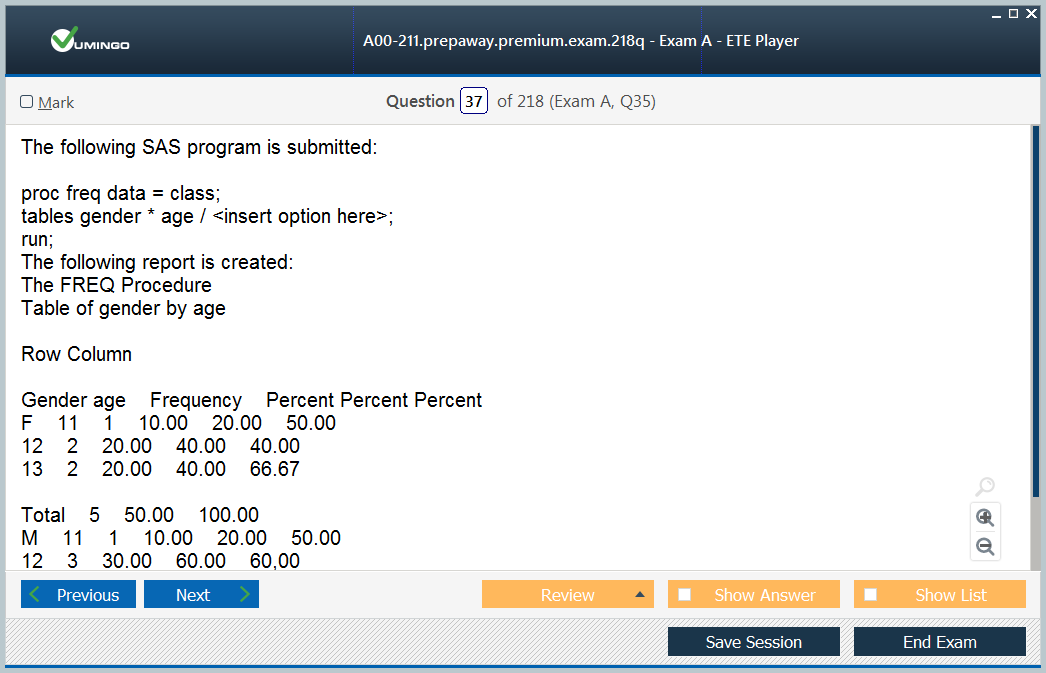 VUMINGO
A00-211.prepaway.premium.exam.218q - Exam A - ETE Player
Mark
Question 37 of 218 (Exam A, Q35)
The following SAS program is submitted:
proc freq data = class;
tables gender * age / <insert option here>;
run;
The following report is created:
The FREQ Procedure
Table of gender by age
Row Column
Gender age Frequency Percent Percent Percent
F 11 1 10.00 20.00 50.00
12 2 20.00 40.00 40.00
13 2 20.00 40.00 66.67
Total 5 50.00 100.00
M 11 1 10.00 20.00 50.00
12 3 30.00 60.00 60,00
Previous
Next
Review
Show Answer
Show List
Save Session
End Exam